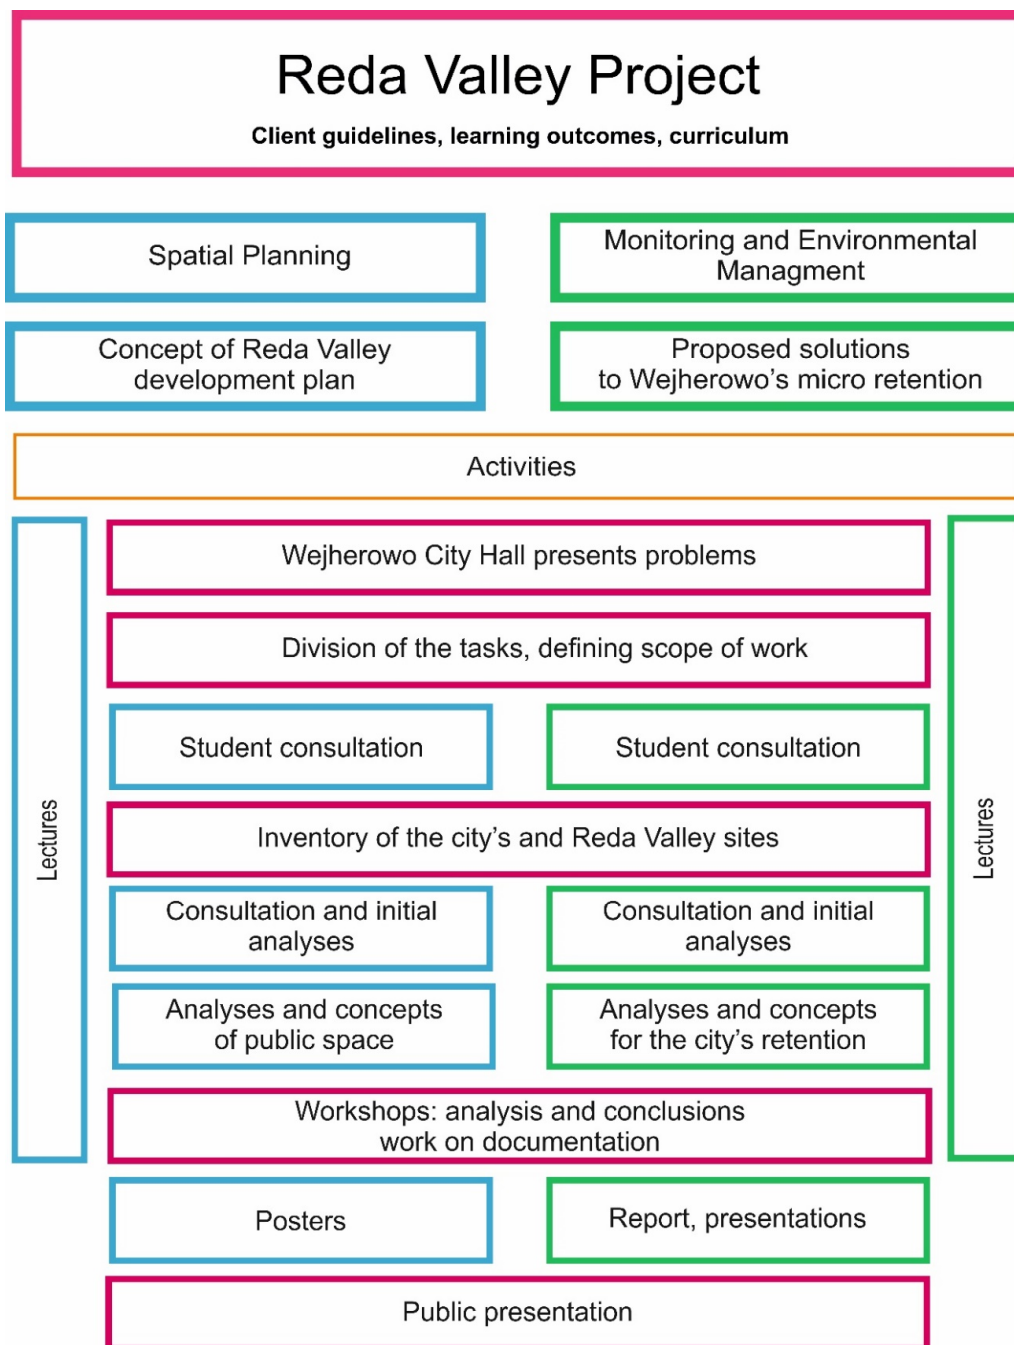 Reda Valley Project
Client guidelines, learning outcomes, curriculum
Spatial Planning
Monitoring and Environmental
Managment
Concept of Reda Valley
development plan
Proposed solutions
to Wejherowo’s micro retention
Activities
Lectures
Wejherowo City Hall presents problems
Division of the tasks, defining scope of work
Student consultation
Student consultation
Inventory of the city’s and Reda Valley sites
Consultation and initial
analyses
Consultation and initial
analyses
Analyses and concepts
of public space
Analyses and concepts
for the city’s retention
Workshops: analysis and conclusions
work on documentation
Lectures
Posters
Report, presentations
Public presentation